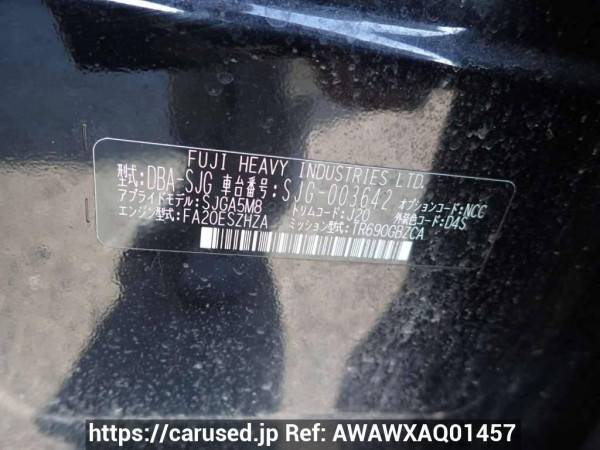 FUJI HEAVY INDUSTRIES LTD.
型式:DBA-SJG 車台番号:SJG-003642 オプションコード:NCC
アプライドモデル:SJGA5M8 トリムコード:J20 外装色コード:D4S
エンジン型式:FA20ESZHZA ミッション型式:TR690GBZCA
https://carused.jp Ref: AWAWXAQ01457